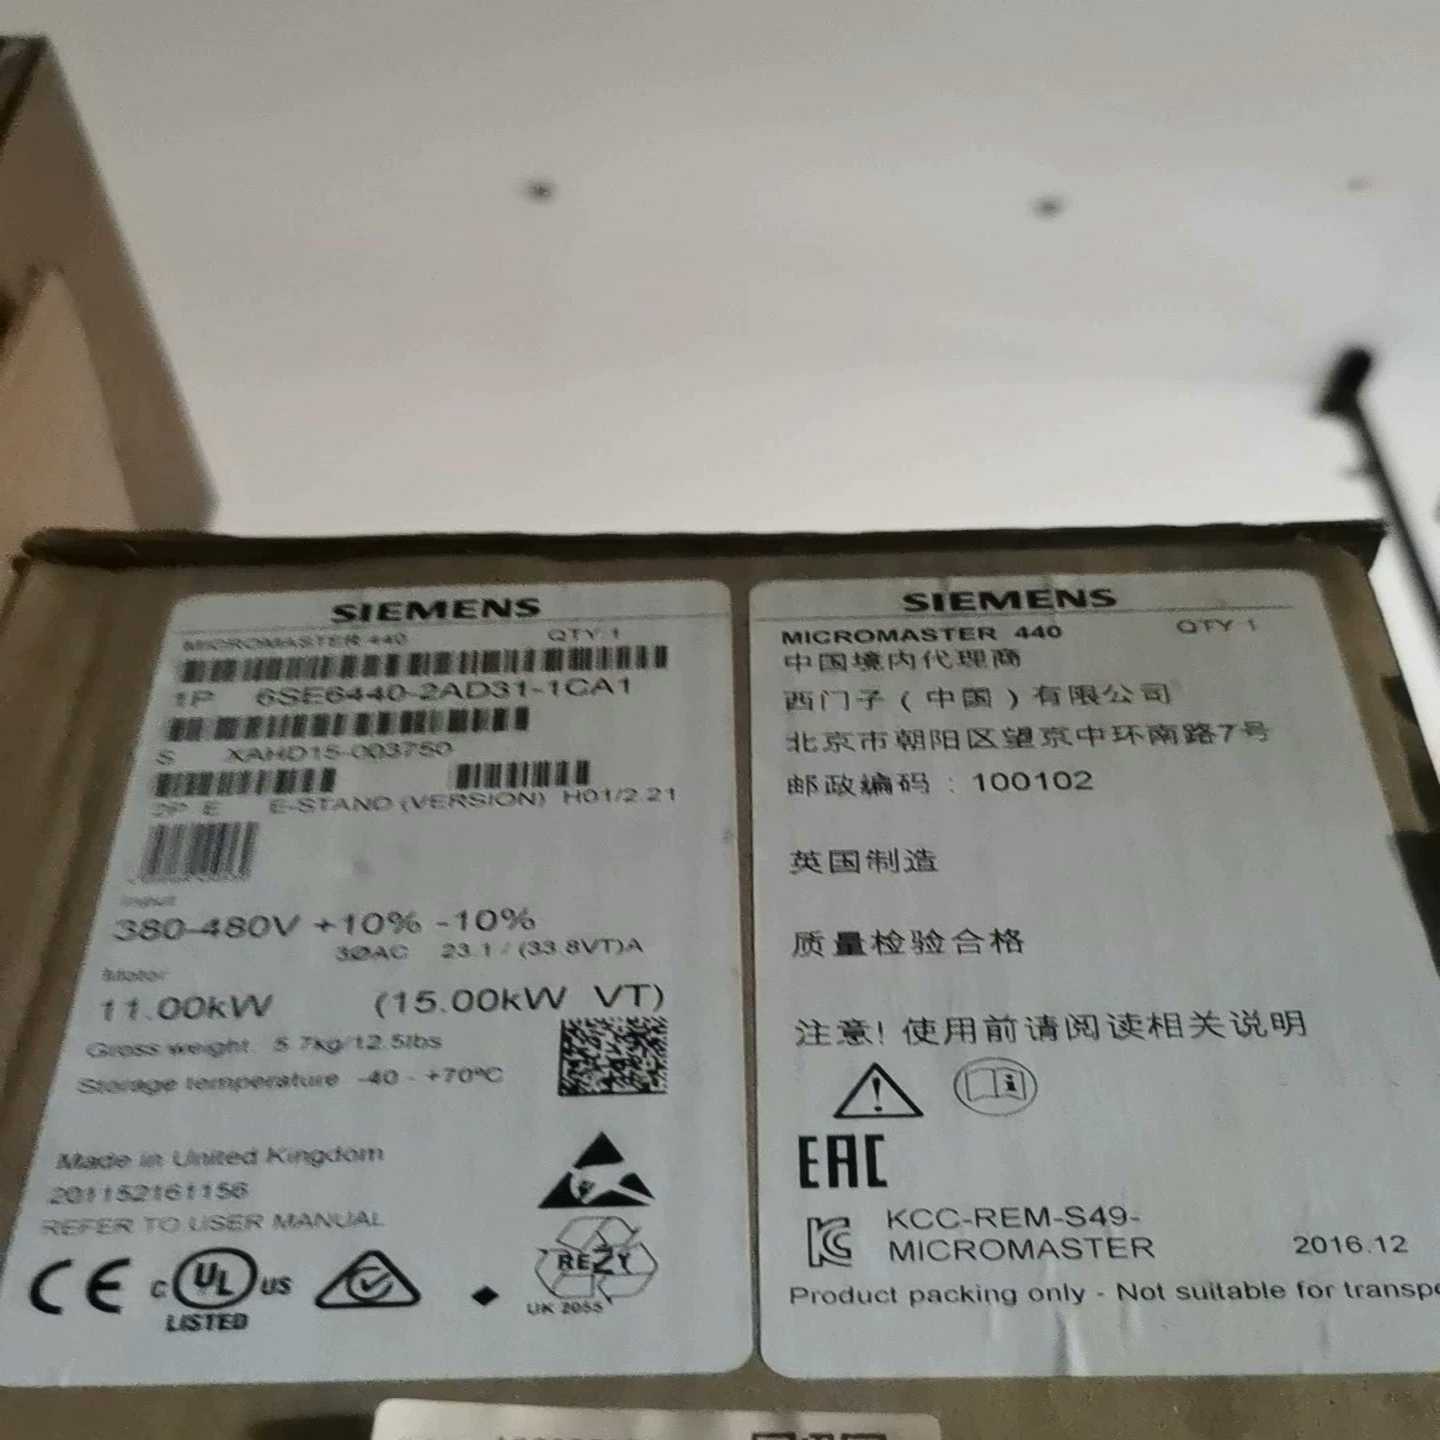 SIEMENS
MICROMASTER 440 QTY 1
1P 6SE6440-2AD31-1CA1
S XAHD15-003750
2P E E-STAND (VERSION) H01/2.21
Input
380-480V +10% -10%
3ØAC 23.1 / (33.8VT)A
Motor
11.00kW (15.00kW VT)
Gross weight. 5.7kg/12.5lbs
Storage temperature -40 - +70ºC
Made in United Kingdom
201152161156
REFER TO USER MANUAL
CE c UL US
LISTED
REZY
UK 2055
SIEMENS
MICROMASTER 440 QTY 1
中国境内代理商
西门子(中国)有限公司
北京市朝阳区望京中环南路7号
邮政编码:100102
英国制造
质量检验合格
注意!使用前请阅读相关说明
EAC
KC KCC-REM-S49-
MICROMASTER 2016.12
Product packing only - Not suitable for